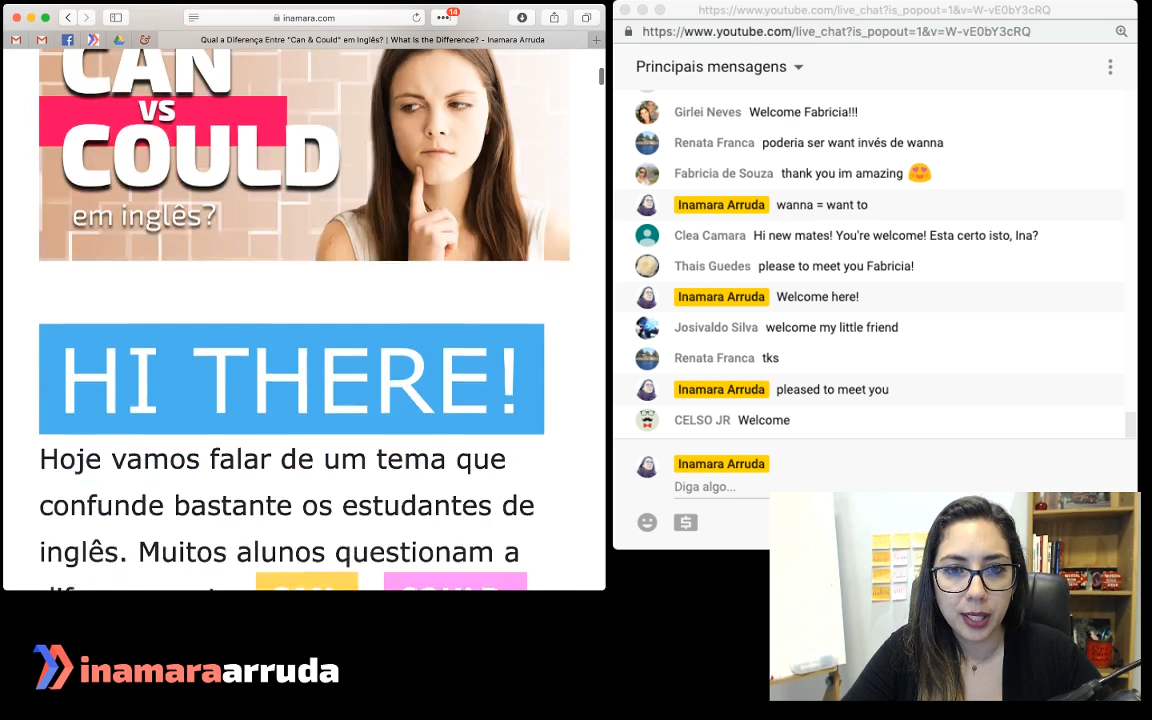 inamara.com
14
Qual a Diferença Entre "Can & Could" em Inglês? | What Is the Difference? - Inamara Arruda
CAN
VS
COULD
em inglês?
HI THERE!
Hoje vamos falar de um tema que
confunde bastante os estudantes de
inglês. Muitos alunos questionam a
https://www.youtube.com/live_chat?is_popout=1&v=W-vE0bY3cRQ
https://www.youtube.com/live_chat?is_popout=1&v=W-vE0bY3cRQ
Principais mensagens
Girlei Neves Welcome Fabricia!!!
Renata Franca poderia ser want invés de wanna
Fabricia de Souza thank you im amazing 😍
Inamara Arruda wanna = want to
Clea Camara Hi new mates! You're welcome! Esta certo isto, Ina?
Thais Guedes please to meet you Fabricia!
Inamara Arruda Welcome here!
Josivaldo Silva welcome my little friend
Renata Franca tks
Inamara Arruda pleased to meet you
CELSO JR Welcome
Inamara Arruda
Diga algo...
inamaraarruda